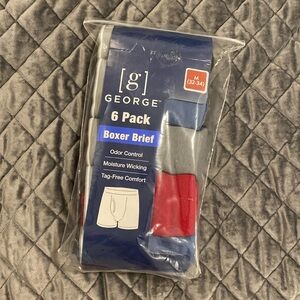 M
(32-34)
[g]
GEORGE
6 Pack
Boxer Brief
Odor Control
Moisture Wicking
Tag-Free Comfort